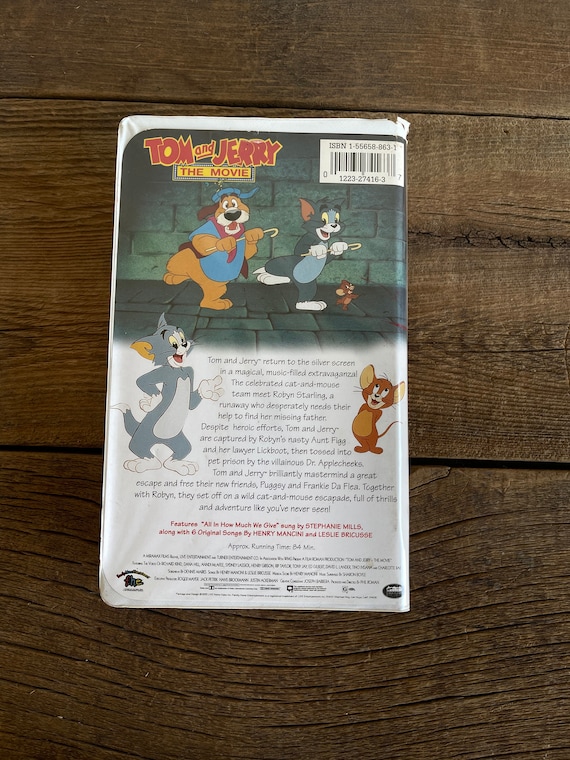 TOM and JERRY
THE MOVIE
ISBN 1-55658-863-1
0 1223-27416-3 7
Tom and Jerry™ return to the silver screen
in a magical, music-filled extravaganza!
The celebrated cat-and-mouse
team meet Robyn Starling, a
runaway who desperately needs their
help to find her missing father.
Despite heroic efforts, Tom and Jerry™
are captured by Robyn's nasty Aunt Figg
and her lawyer Lickboot, then tossed into
pet prison by the villainous Dr. Applecheeks.
Tom and Jerry™ brilliantly mastermind a great
escape and free their new friends, Puggsy and Frankie Da Flea. Together
with Robyn, they set off on a wild cat-and-mouse escapade, full of thrills
and adventure like you've never seen!
Features "All In How Much We Give" sung by STEPHANIE MILLS,
along with 6 Original Songs By HENRY MANCINI and LESLIE BRICUSSE
Approx. Running Time: 84 Min.